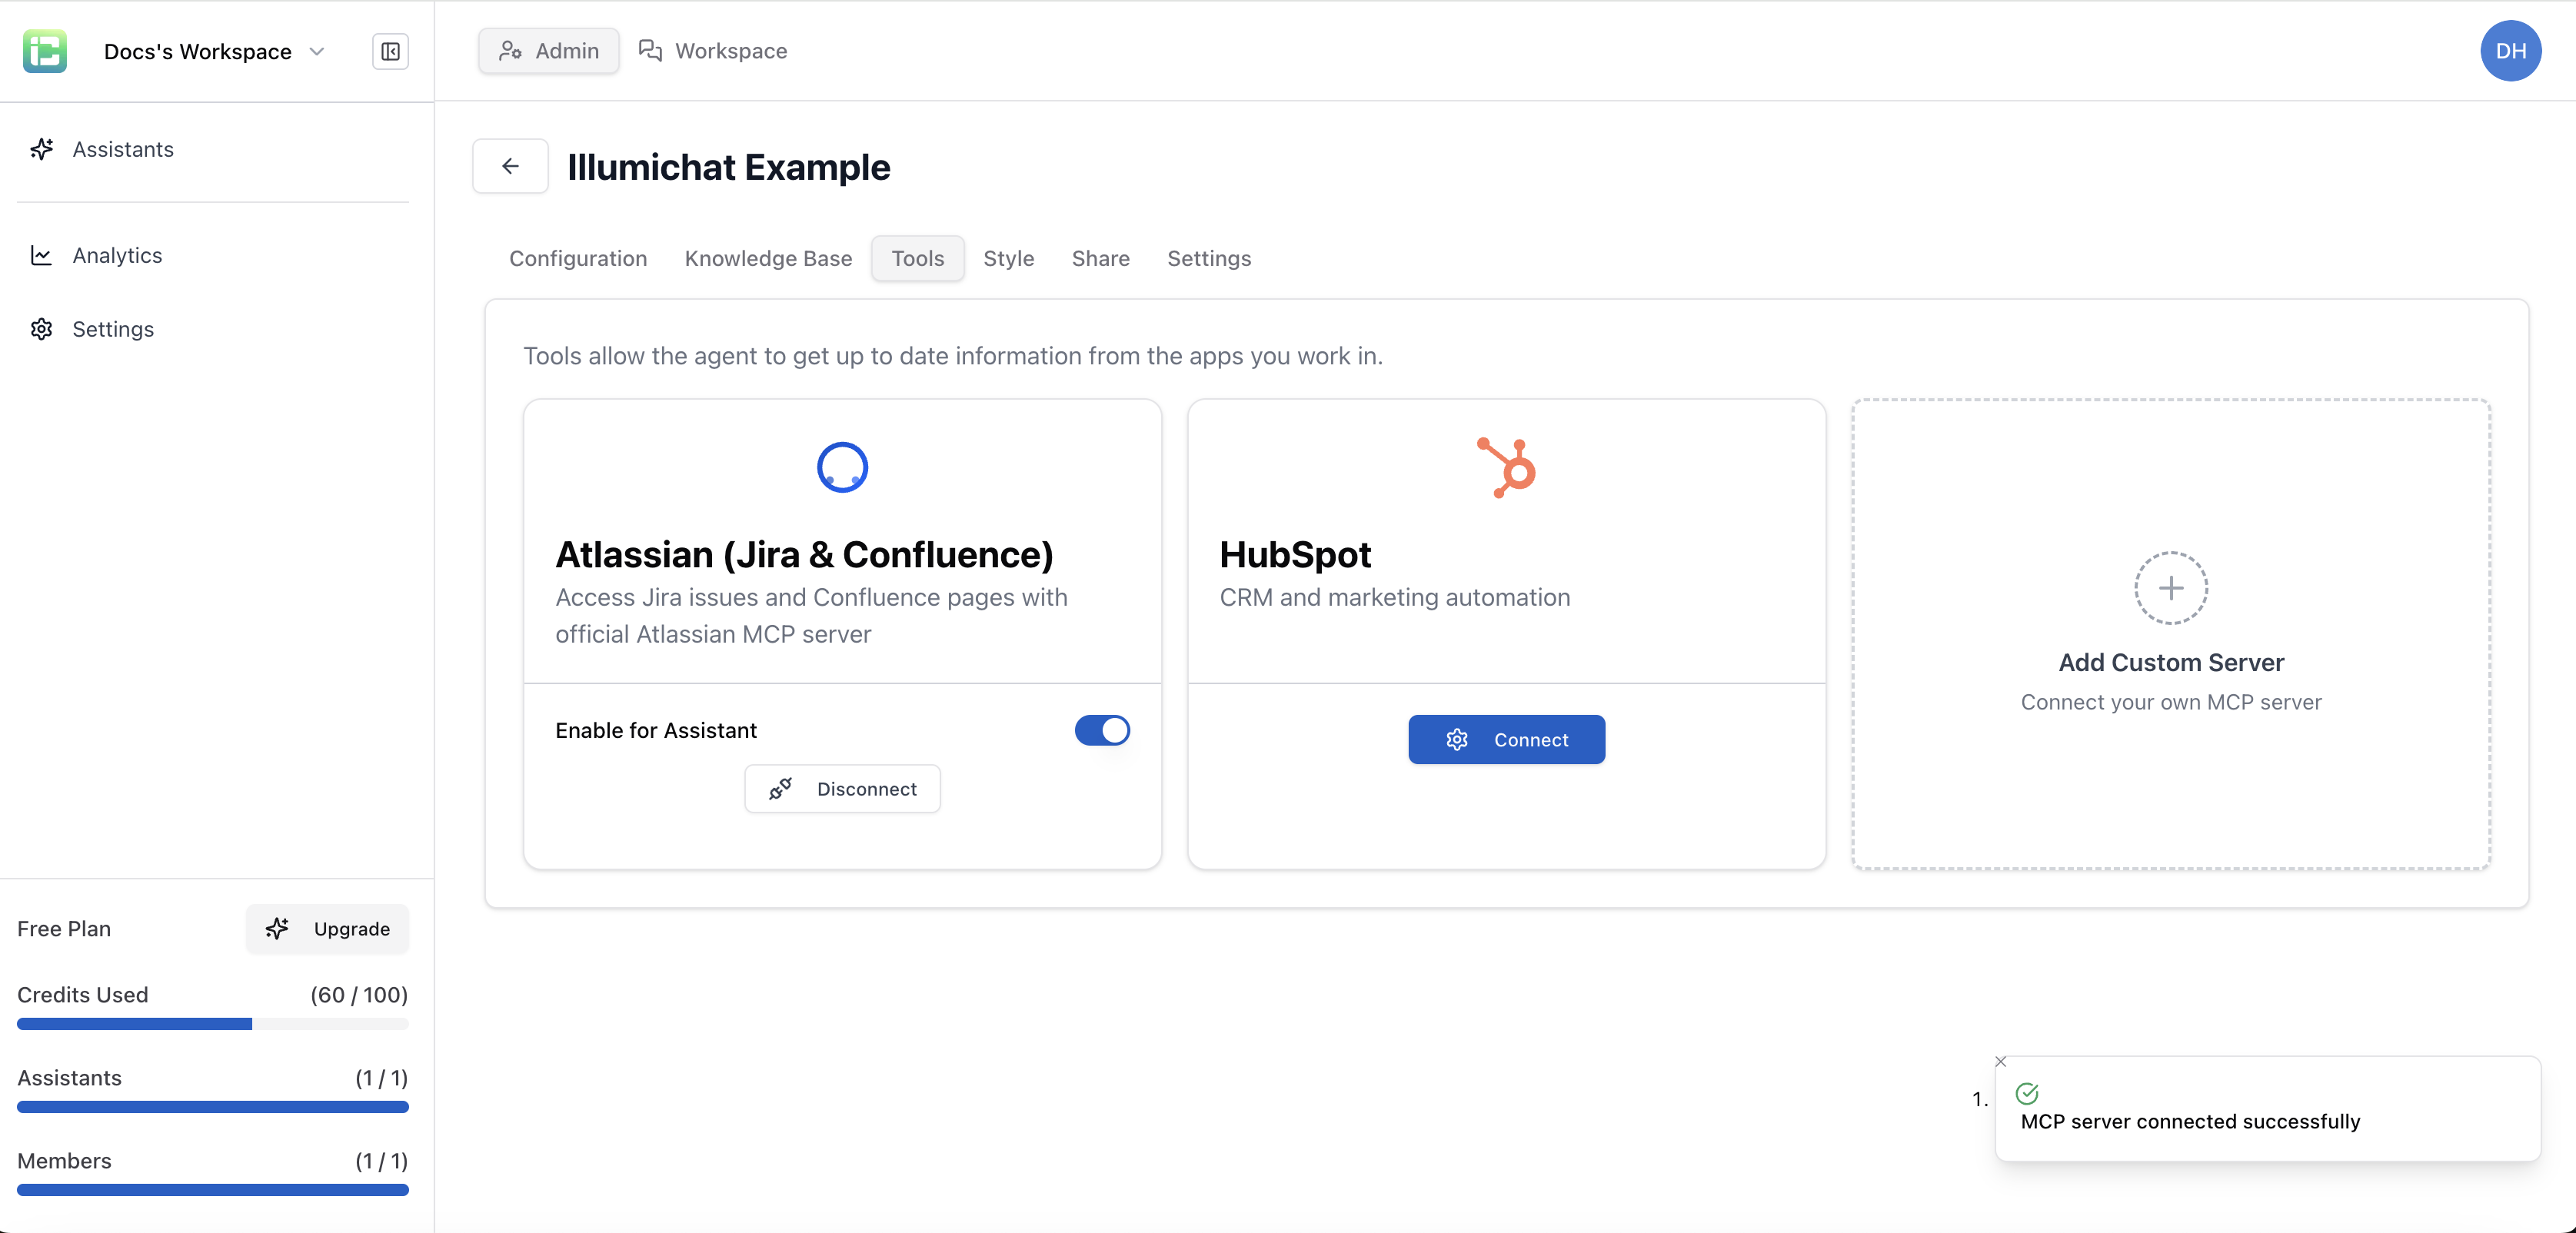 Docs's Workspace
Admin
Workspace
DH
Assistants
Analytics
Settings
Illumichat Example
Configuration
Knowledge Base
Tools
Style
Share
Settings
Tools allow the agent to get up to date information from the apps you work in.
Atlassian (Jira & Confluence)
Access Jira issues and Confluence pages with
official Atlassian MCP server
Enable for Assistant
Disconnect
HubSpot
CRM and marketing automation
Connect
Add Custom Server
Connect your own MCP server
Free Plan
Upgrade
Credits Used (60 / 100)
Assistants (1 / 1)
Members (1 / 1)
1.
MCP server connected successfully